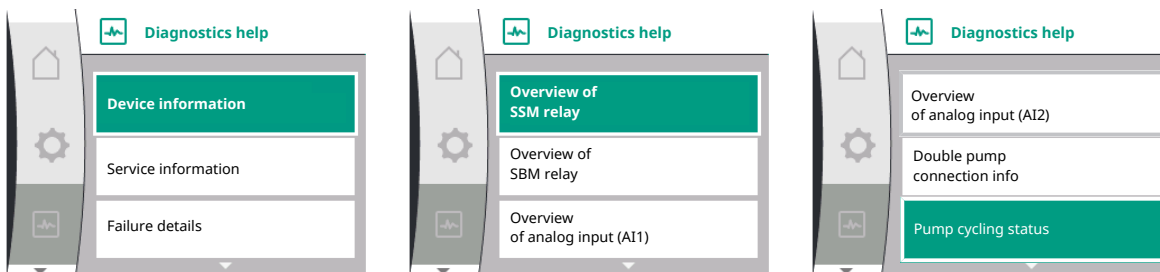 Diagnostics help
Device information
Service information
Failure details
Diagnostics help
Overview of
SSM relay
Overview of
SBM relay
Overview
of analog input (AI1)
Diagnostics help
Overview
of analog input (AI2)
Double pump
connection info
Pump cycling status